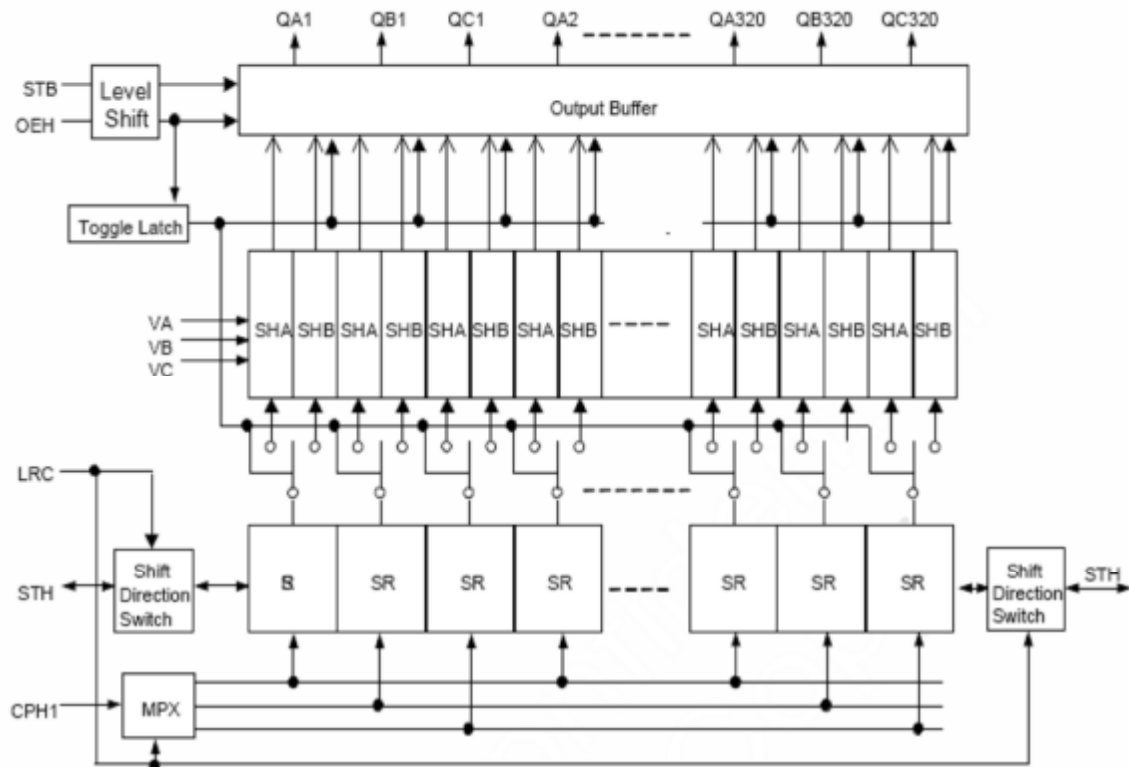 QA1 QB1 QC1 QA2 QA320 QB320 QC320
STB
OEH
Level
Shift
Output Buffer
Toggle Latch
VA
VB
VC
SHA SHB SHA SHB SHA SHB SHA SHB SHA SHB SHA SHB SHA SHB
LRC
STH
Shift
Direction
Switch
SR SR SR SR SR SR
Shift
Direction
Switch
STH
CPH1
MPX